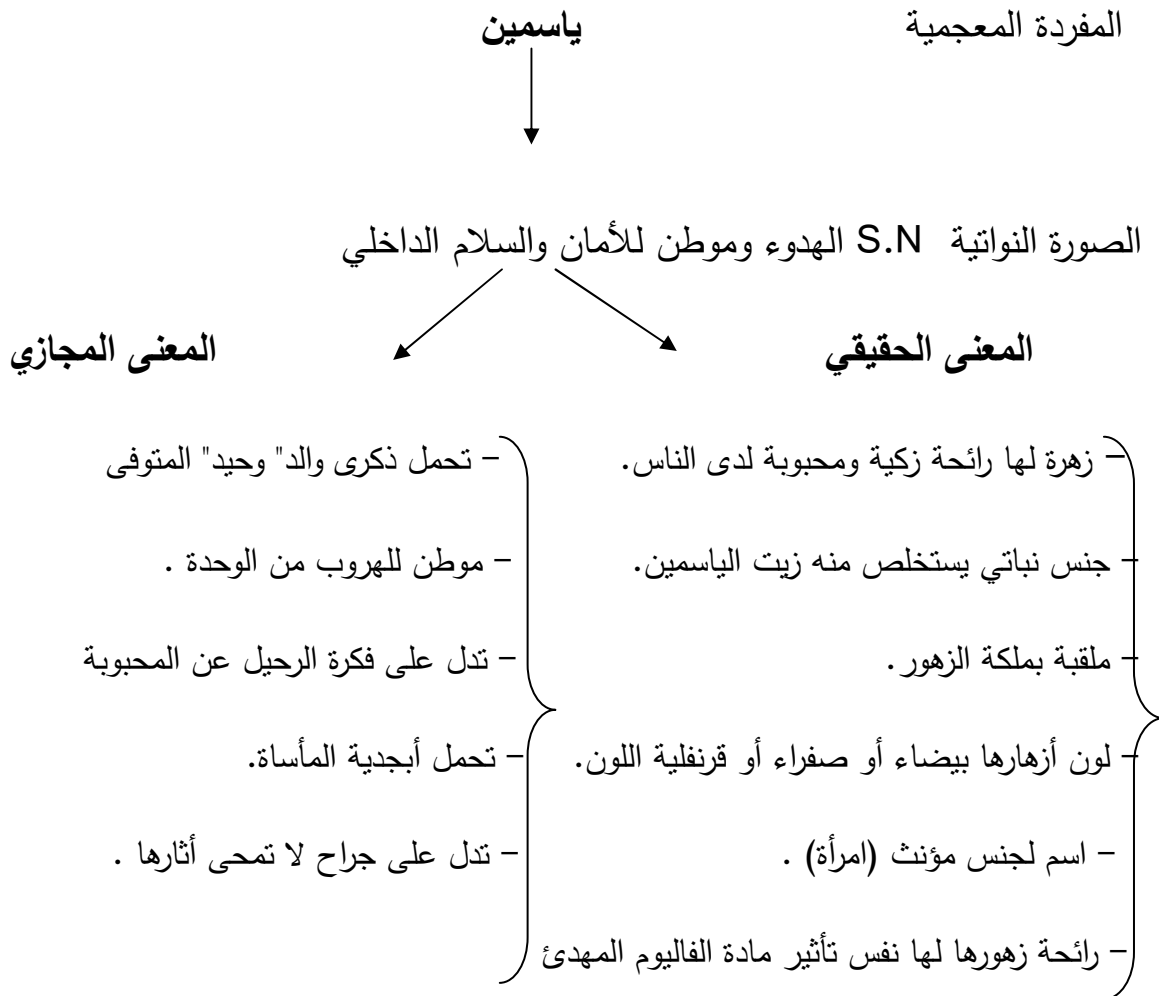 المفردة المعجمية ياسمين
الصورة النواتية S.N الهدوء وموطن للأمان والسلام الداخلي
المعنى الحقيقي المعنى المجازي
– زهرة لها رائحة زكية ومحبوبة لدى الناس. – تحمل ذكرى والد" وحيد" المتوفى
– جنس نباتي يستخلص منه زيت الياسمين. – موطن للهروب من الوحدة .
– ملقبة بملكة الزهور. – تدل على فكرة الرحيل عن المحبوبة
– لون أزهارها بيضاء أو صفراء أو قرنفلية اللون. – تحمل أبجدية المأساة.
– اسم لجنس مؤنث (امرأة) . – تدل على جراح لا تمحى أثارها .
– رائحة زهورها لها نفس تأثير مادة الفاليوم المهدئ